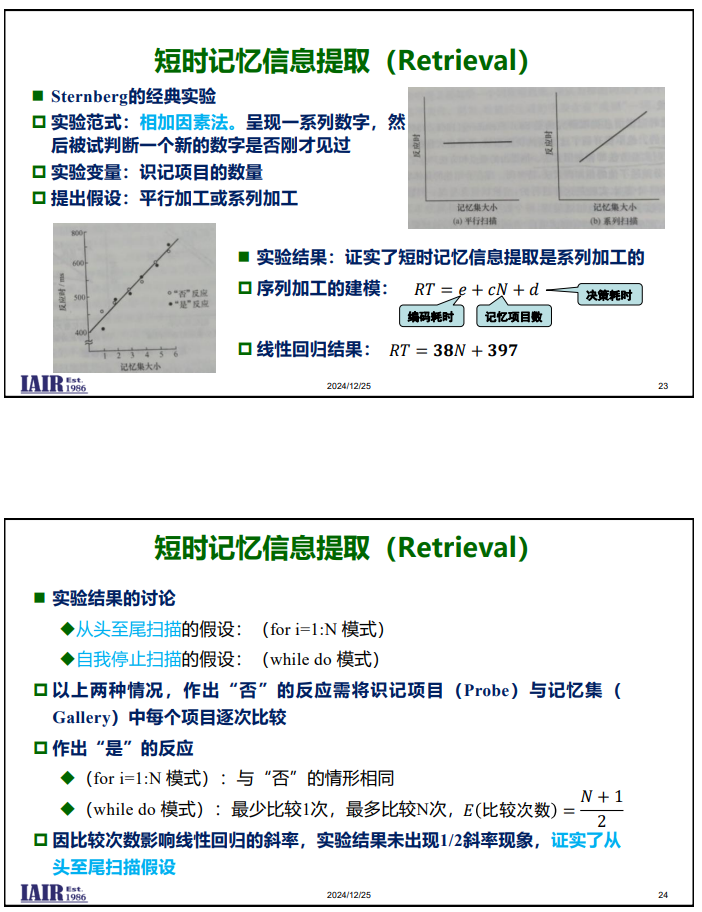 短时记忆信息提取（Retrieval）
■ Sternberg的经典实验
实验范式：相加因素法。呈现一系列数字，然
后被试判断一个新的数字是否刚才见过
实验变量：识记项目的数量
提出假设：平行加工或系列加工
反应时
记忆集大小
(a) 平行扫描
反应时
记忆集大小
(b) 系列扫描
800
600
500
400
反应时 / ms
○ “否”反应
● “是”反应
1 2 3 4 5 6
记忆集大小
■ 实验结果：证实了短时记忆信息提取是系列加工的
序列加工的建模： RT = e + cN + d
决策耗时
编码耗时
记忆项目数
线性回归结果： RT = 38N + 397
IAIR Est. 1986
2024/12/25
23
短时记忆信息提取（Retrieval）
■ 实验结果的讨论
◆从头至尾扫描的假设：（for i=1:N 模式）
◆自我停止扫描的假设：（while do 模式）
以上两种情况，作出“否”的反应需将识记项目（Probe）与记忆集（
Gallery）中每个项目逐次比较
作出“是”的反应
◆（for i=1:N 模式）：与“否”的情形相同
◆（while do 模式）：最少比较1次，最多比较N次，E(比较次数) = (N + 1)/2
因比较次数影响线性回归的斜率，实验结果未出现1/2斜率现象，证实了从
头至尾扫描假设
IAIR Est. 1986
2024/12/25
24